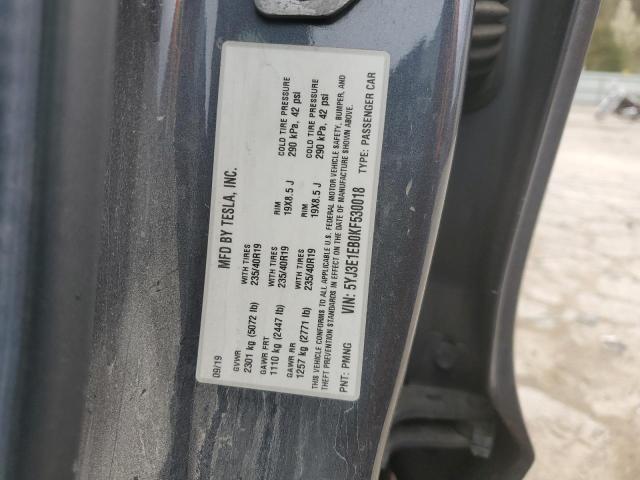 MFD BY TESLA, INC.
09/19
GVWR
2301 kg (5072 lb)
WITH TIRES
235/40R19
RIM
19X8.5 J
COLD TIRE PRESSURE
290 kPa, 42 psi
GAWR FRT
1110 kg (2447 lb)
WITH TIRES
235/40R19
RIM
19X8.5 J
COLD TIRE PRESSURE
290 kPa, 42 psi
GAWR RR
1257 kg (2771 lb)
WITH TIRES
235/40R19
THIS VEHICLE CONFORMS TO ALL APPLICABLE U.S. FEDERAL MOTOR VEHICLE SAFETY, BUMPER, AND
THEFT PREVENTION STANDARDS IN EFFECT ON THE DATE OF MANUFACTURE SHOWN ABOVE.
PNT: PMNG
VIN: 5YJ3E1EB0KF530018
TYPE: PASSENGER CAR